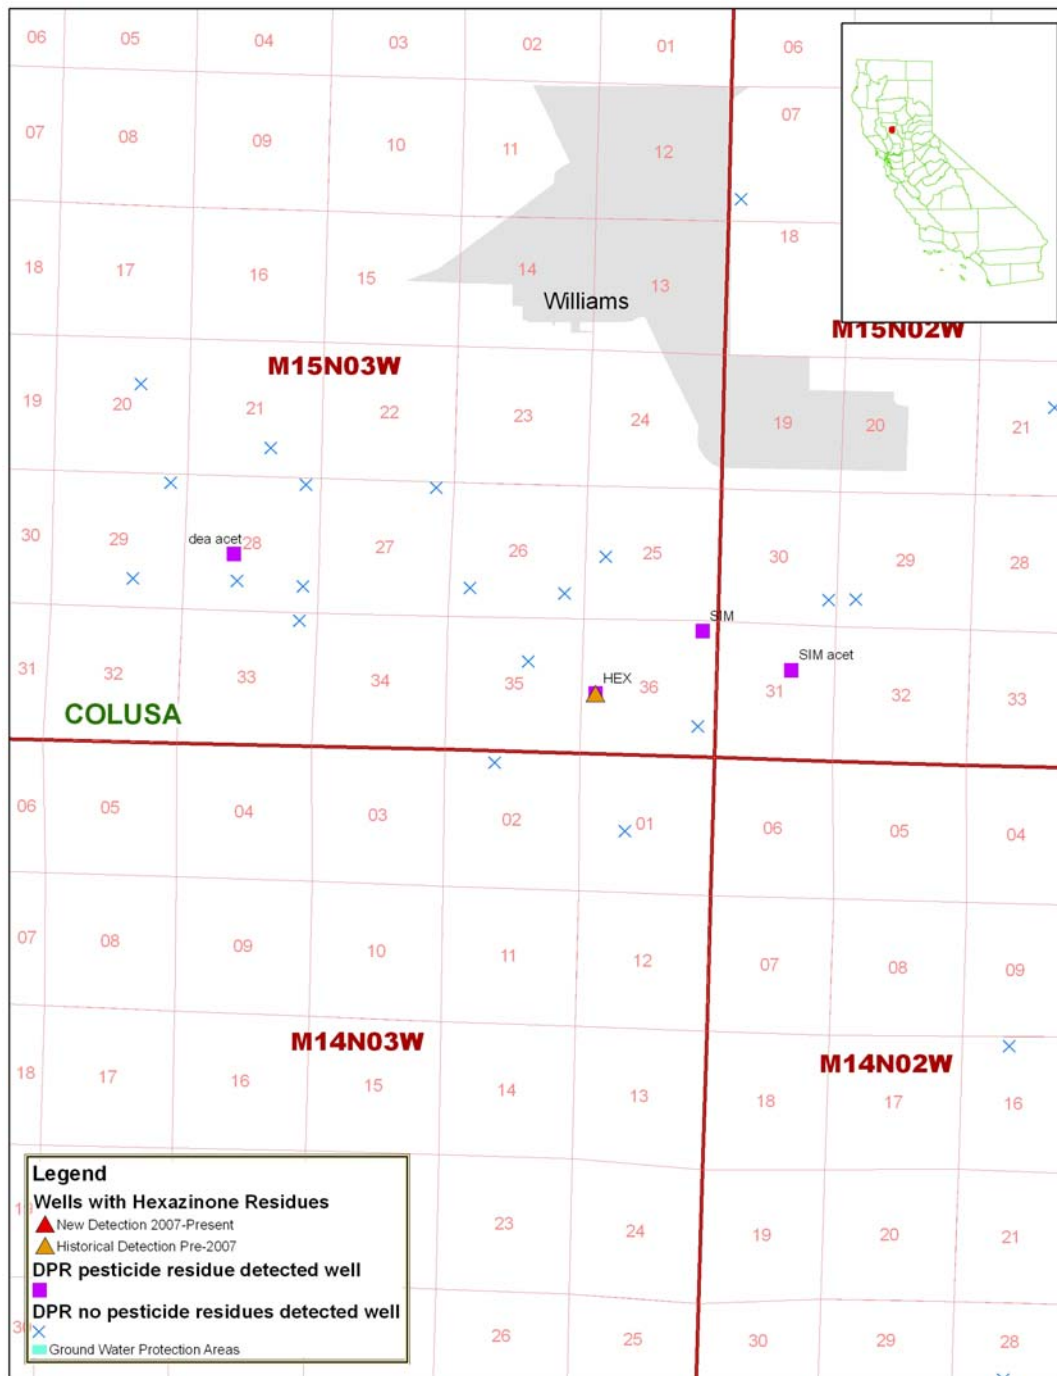 06 05 04 03 02 01 06
07 08 09 10 11 12 07
18 17 16 15 14 13 18
Williams
M15N03W M15N02W
19 20 21 22 23 24 19 20 21
30 29 28 27 26 25 30 29 28
dea acet
SIM
SIM acet
HEX
31 32 33 34 35 36 31 32 33
COLUSA
06 05 04 03 02 01 06 05 04
07 08 09 10 11 12 07 08 09
M14N03W M14N02W
18 17 16 15 14 13 18 17 16
19 23 24 19 20 21
30 26 25 30 29 28
Legend
Wells with Hexazinone Residues
New Detection 2007-Present
Historical Detection Pre-2007
DPR pesticide residue detected well
DPR no pesticide residues detected well
Ground Water Protection Areas